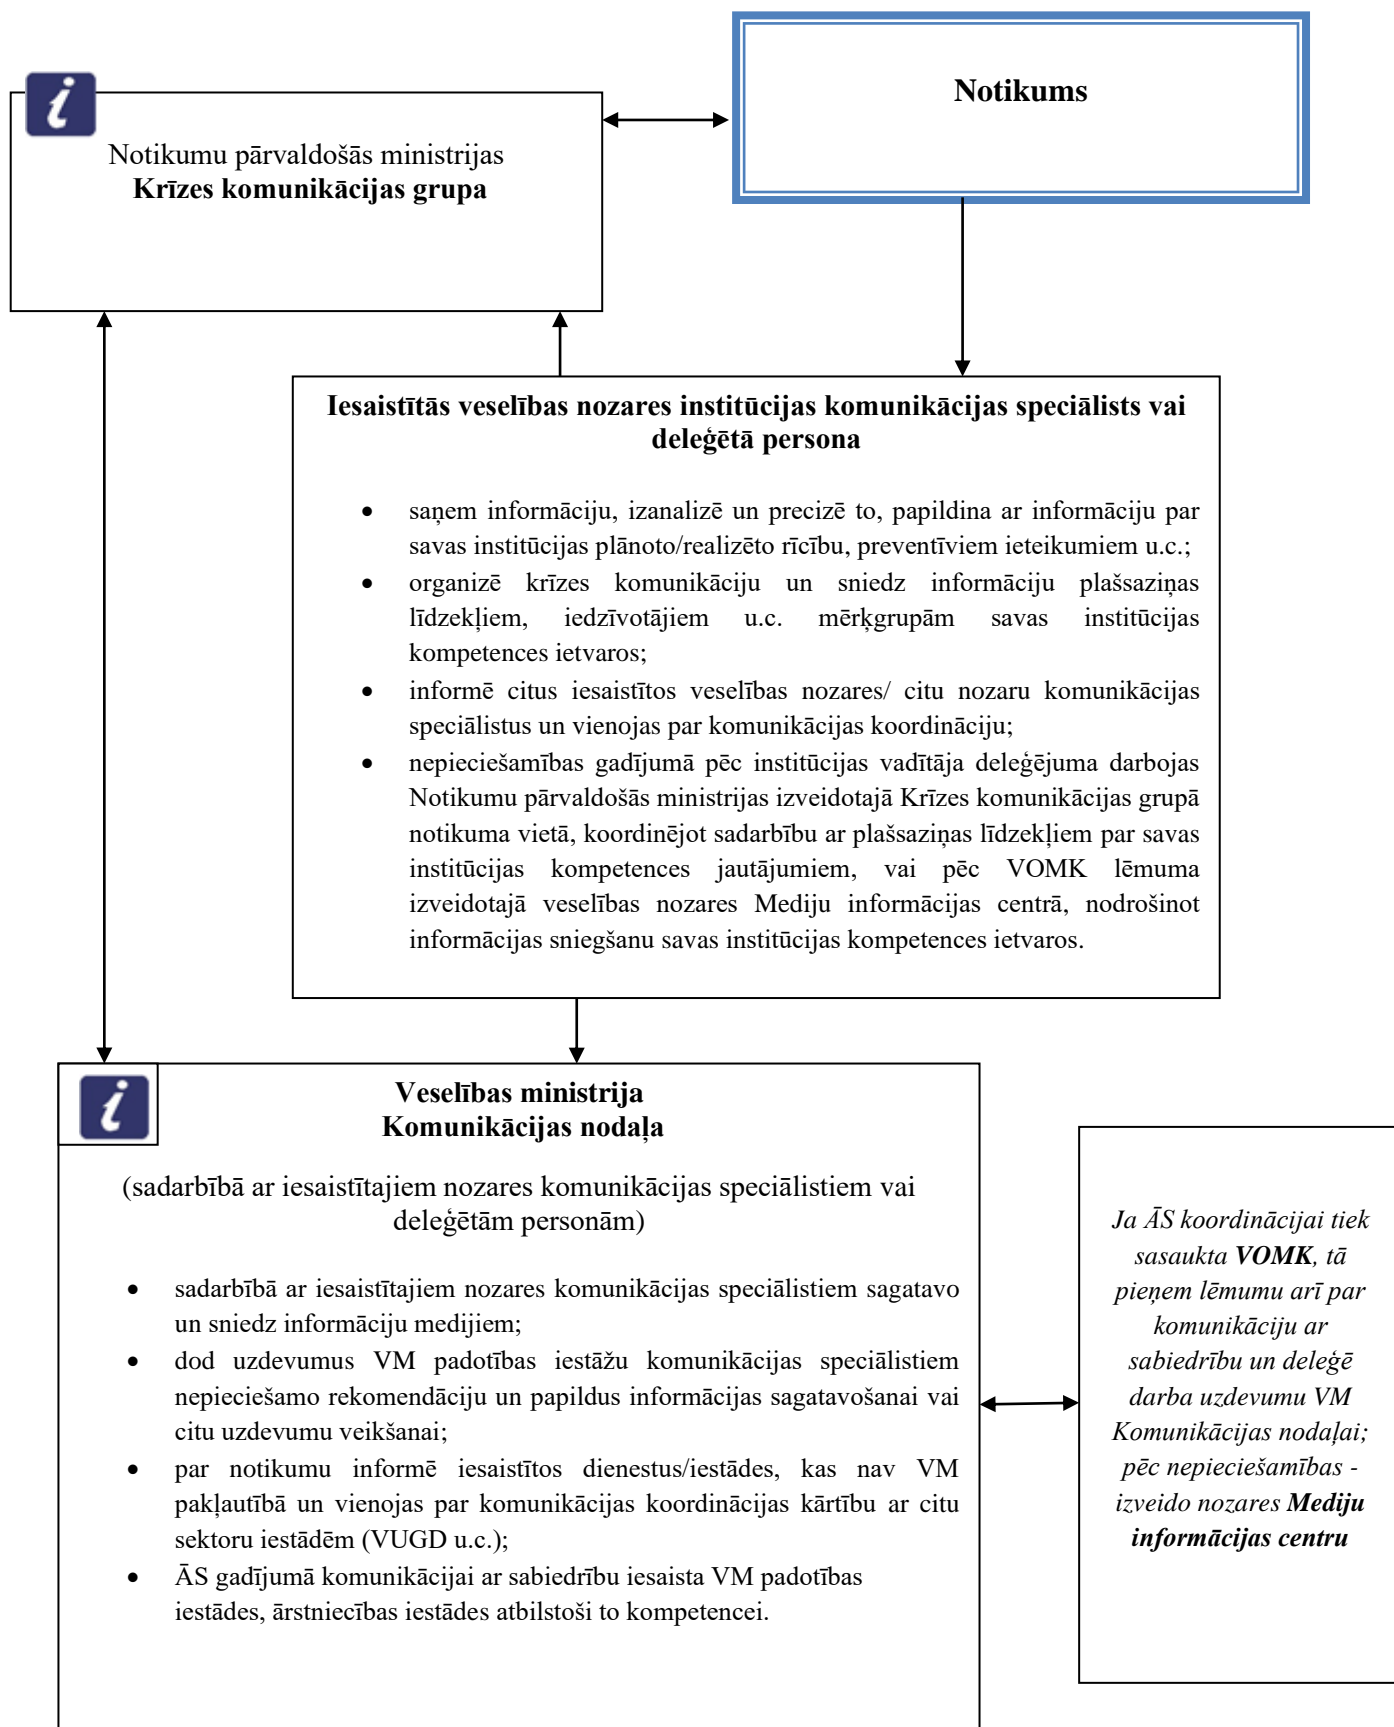 Notikums
i
Notikumu pārvaldošās ministrijas
Krīzes komunikācijas grupa
Iesaistītās veselības nozares institūcijas komunikācijas speciālists vai
deleģētā persona
• saņem informāciju, izanalizē un precizē to, papildina ar informāciju par
savas institūcijas plānoto/realizēto rīcību, preventīviem ieteikumiem u.c.;
• organizē krīzes komunikāciju un sniedz informāciju plašsaziņas
līdzekļiem, iedzīvotājiem u.c. mērķgrupām savas institūcijas
kompetences ietvaros;
• informē citus iesaistītos veselības nozares/ citu nozaru komunikācijas
speciālistus un vienojas par komunikācijas koordināciju;
• nepieciešamības gadījumā pēc institūcijas vadītāja deleģējuma darbojas
Notikumu pārvaldošās ministrijas izveidotajā Krīzes komunikācijas grupā
notikuma vietā, koordinējot sadarbību ar plašsaziņas līdzekļiem par savas
institūcijas kompetences jautājumiem, vai pēc VOMK lēmuma
izveidotajā veselības nozares Mediju informācijas centrā, nodrošinot
informācijas sniegšanu savas institūcijas kompetences ietvaros.
i
Veselības ministrija
Komunikācijas nodaļa
(sadarbībā ar iesaistītajiem nozares komunikācijas speciālistiem vai
deleģētām personām)
• sadarbībā ar iesaistītajiem nozares komunikācijas speciālistiem sagatavo
un sniedz informāciju medijiem;
• dod uzdevumus VM padotības iestāžu komunikācijas speciālistiem
nepieciešamo rekomendāciju un papildus informācijas sagatavošanai vai
citu uzdevumu veikšanai;
• par notikumu informē iesaistītos dienestus/iestādes, kas nav VM
pakļautībā un vienojas par komunikācijas koordinācijas kārtību ar citu
sektoru iestādēm (VUGD u.c.);
• ĀS gadījumā komunikācijai ar sabiedrību iesaista VM padotības
iestādes, ārstniecības iestādes atbilstoši to kompetencei.
Ja ĀS koordinācijai tiek
sasaukta VOMK, tā
pieņem lēmumu arī par
komunikāciju ar
sabiedrību un deleģē
darba uzdevumu VM
Komunikācijas nodaļai;
pēc nepieciešamības -
izveido nozares Mediju
informācijas centru